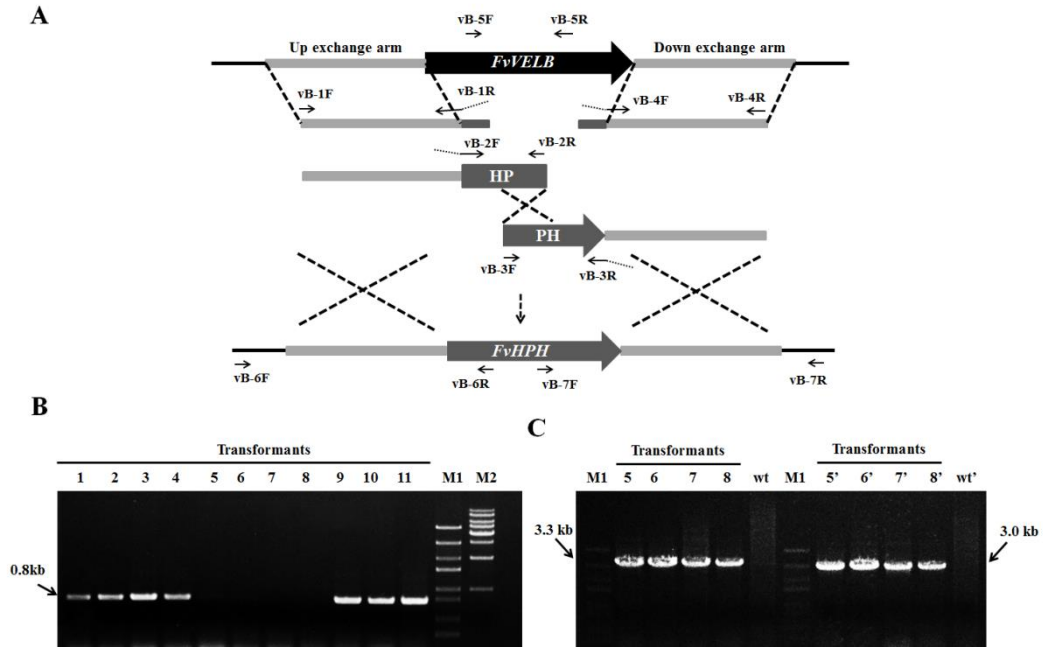 A
vB-5F vB-5R
Up exchange arm Down exchange arm
FvVELB
vB-1F vB-1R vB-4F vB-4R
vB-2F vB-2R
HP
PH
vB-3F vB-3R
FvHPH
vB-6F vB-6R vB-7F vB-7R
B
Transformants
1 2 3 4 5 6 7 8 9 10 11 M1 M2
0.8kb
C
Transformants Transformants
M1 5 6 7 8 wt M1 5’ 6’ 7’ 8’ wt’
3.3 kb 3.0 kb